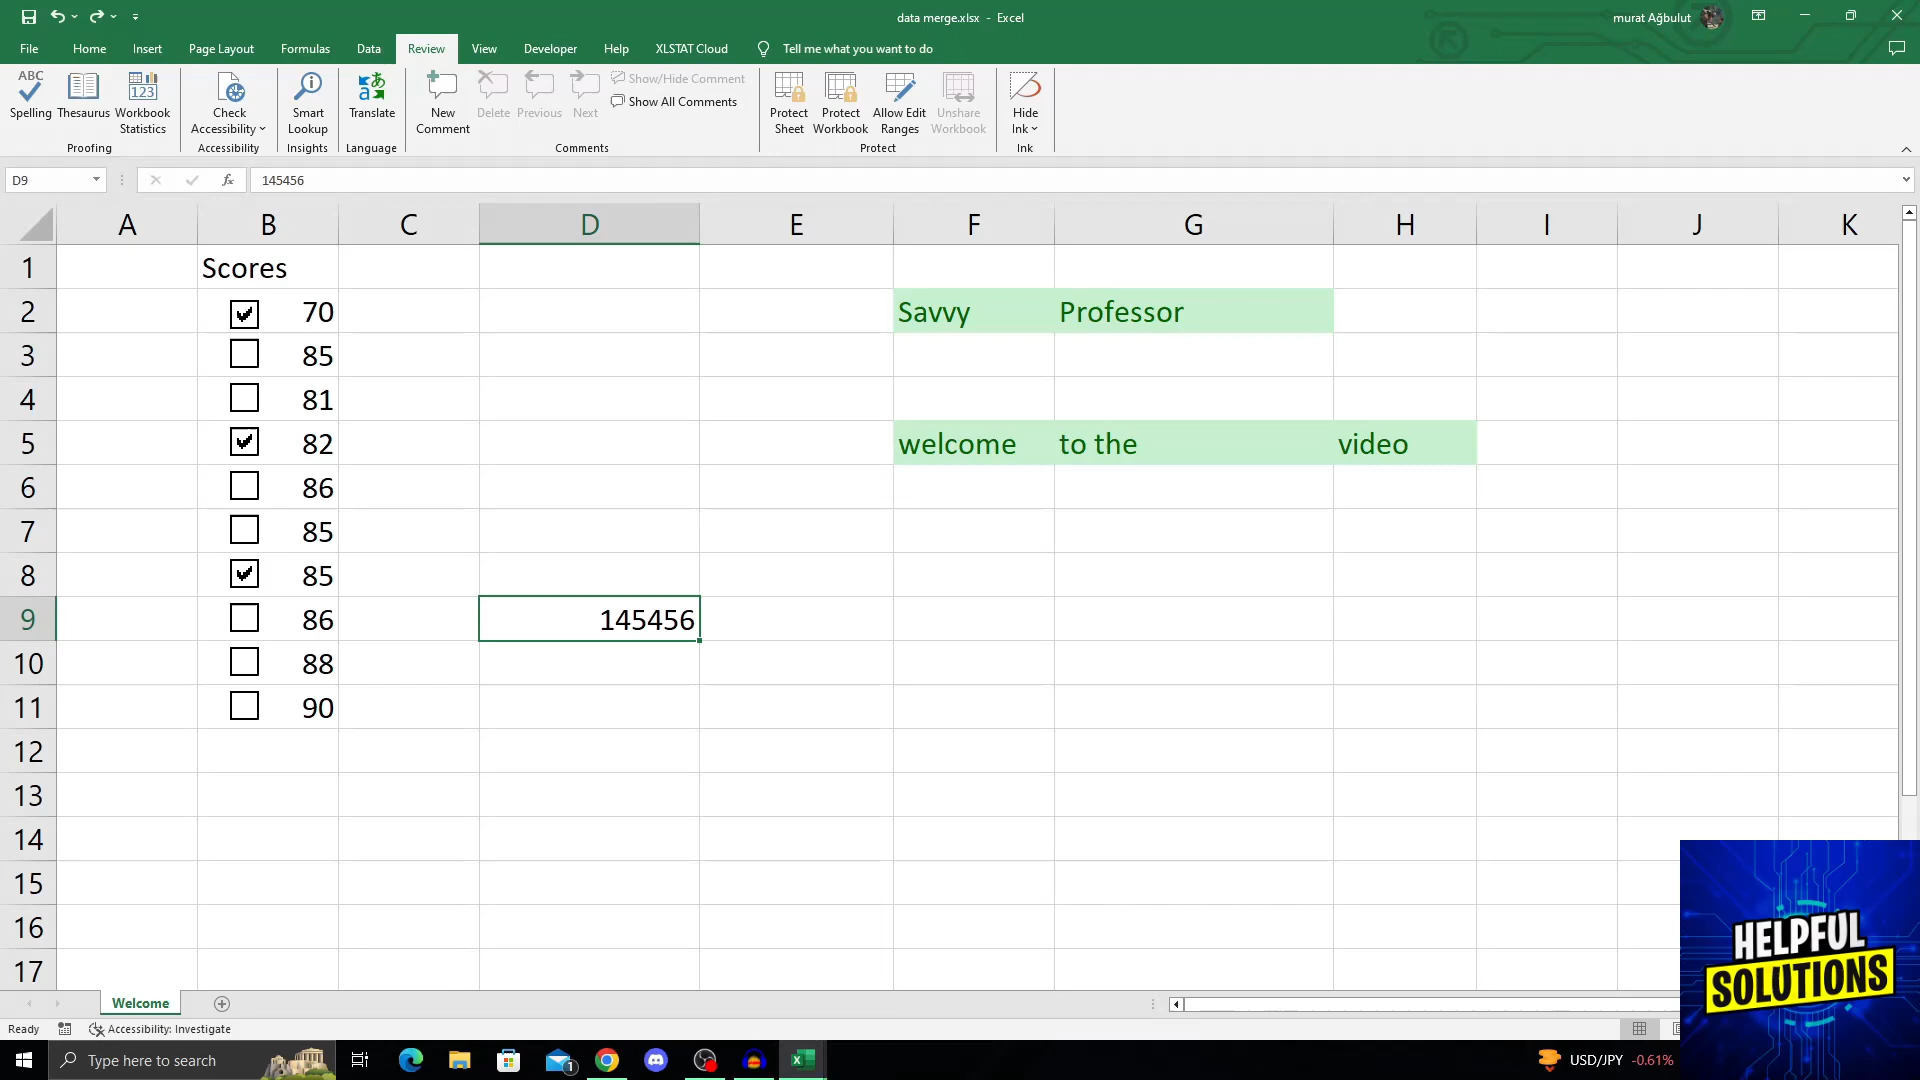 data merge.xlsx - Excel
murat Ağbulut
File Home Insert Page Layout Formulas Data Review View Developer Help XLSTAT Cloud Tell me what you want to do
ABC
Spelling
Thesaurus
123
Workbook
Statistics
Proofing
Check
Accessibility
Accessibility
Smart
Lookup
Insights
Translate
Language
New
Comment
Delete
Previous
Next
Show/Hide Comment
Show All Comments
Comments
Protect
Sheet
Protect
Workbook
Allow Edit
Ranges
Unshare
Workbook
Protect
Hide
Ink
Ink
D9 fx 145456
A B C D E F G H I J K
1 Scores
2 70 Savvy Professor
3 85
4 81
5 82 welcome to the video
6 86
7 85
8 85
9 86 145456
10 88
11 90
12
13
14
15
16
17
Welcome
Ready Accessibility: Investigate
HELPFUL
SOLUTIONS
Type here to search
1
USD/JPY -0.61%